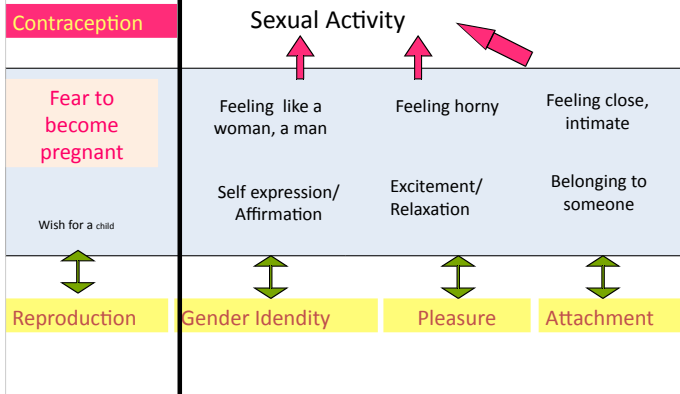 Contraception
Sexual Activity
Fear to
become
pregnant
Wish for a child
Feeling like a
woman, a man
Self expression/
Affirmation
Feeling horny
Excitement/
Relaxation
Feeling close,
intimate
Belonging to
someone
Reproduction
Gender Idendity
Pleasure
Attachment